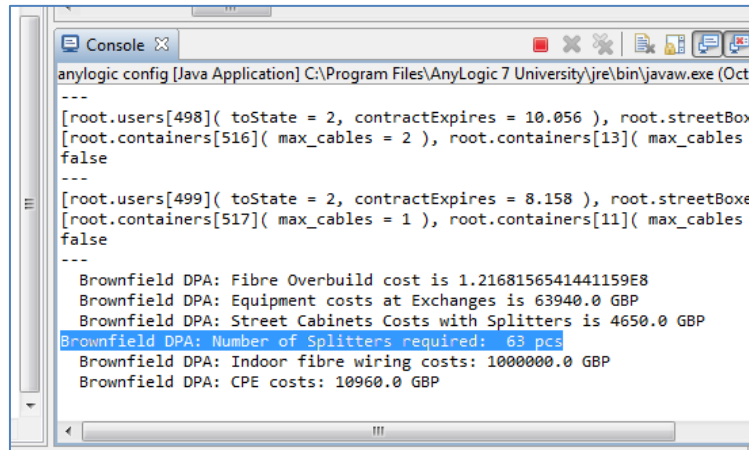 Console
anylogic config [Java Application] C:\Program Files\AnyLogic 7 University\jre\bin\javaw.exe (Oct
---
[root.users[498]( toState = 2, contractExpires = 10.056 ), root.streetBox
[root.containers[516]( max_cables = 2 ), root.containers[13]( max_cables
false
---
[root.users[499]( toState = 2, contractExpires = 8.158 ), root.streetBoxe
[root.containers[517]( max_cables = 1 ), root.containers[11]( max_cables
false
---
Brownfield DPA: Fibre Overbuild cost is 1.2168156541441159E8
Brownfield DPA: Equipment costs at Exchanges is 63940.0 GBP
Brownfield DPA: Street Cabinets Costs with Splitters is 4650.0 GBP
Brownfield DPA: Number of Splitters required:  63 pcs
Brownfield DPA: Indoor fibre wiring costs: 1000000.0 GBP
Brownfield DPA: CPE costs: 10960.0 GBP